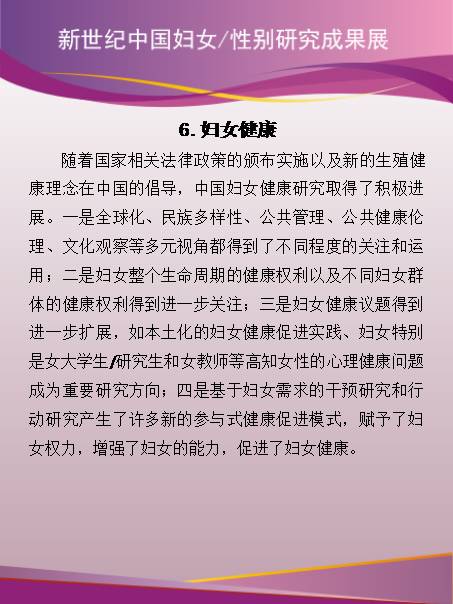 新世纪中国妇女/性别研究成果展
6. 妇女健康
随着国家相关法律政策的颁布实施以及新的生殖健
康理念在中国的倡导，中国妇女健康研究取得了积极进
展。一是全球化、民族多样性、公共管理、公共健康伦
理、文化观察等多元视角都得到了不同程度的关注和运
用；二是妇女整个生命周期的健康权利以及不同妇女群
体的健康权利得到进一步关注；三是妇女健康议题得到
进一步扩展，如本土化的妇女健康促进实践、妇女特别
是女大学生/研究生和女教师等高知女性的心理健康问题
成为重要研究方向；四是基于妇女需求的干预研究和行
动研究产生了许多新的参与式健康促进模式，赋予了妇
女权力，增强了妇女的能力，促进了妇女健康。